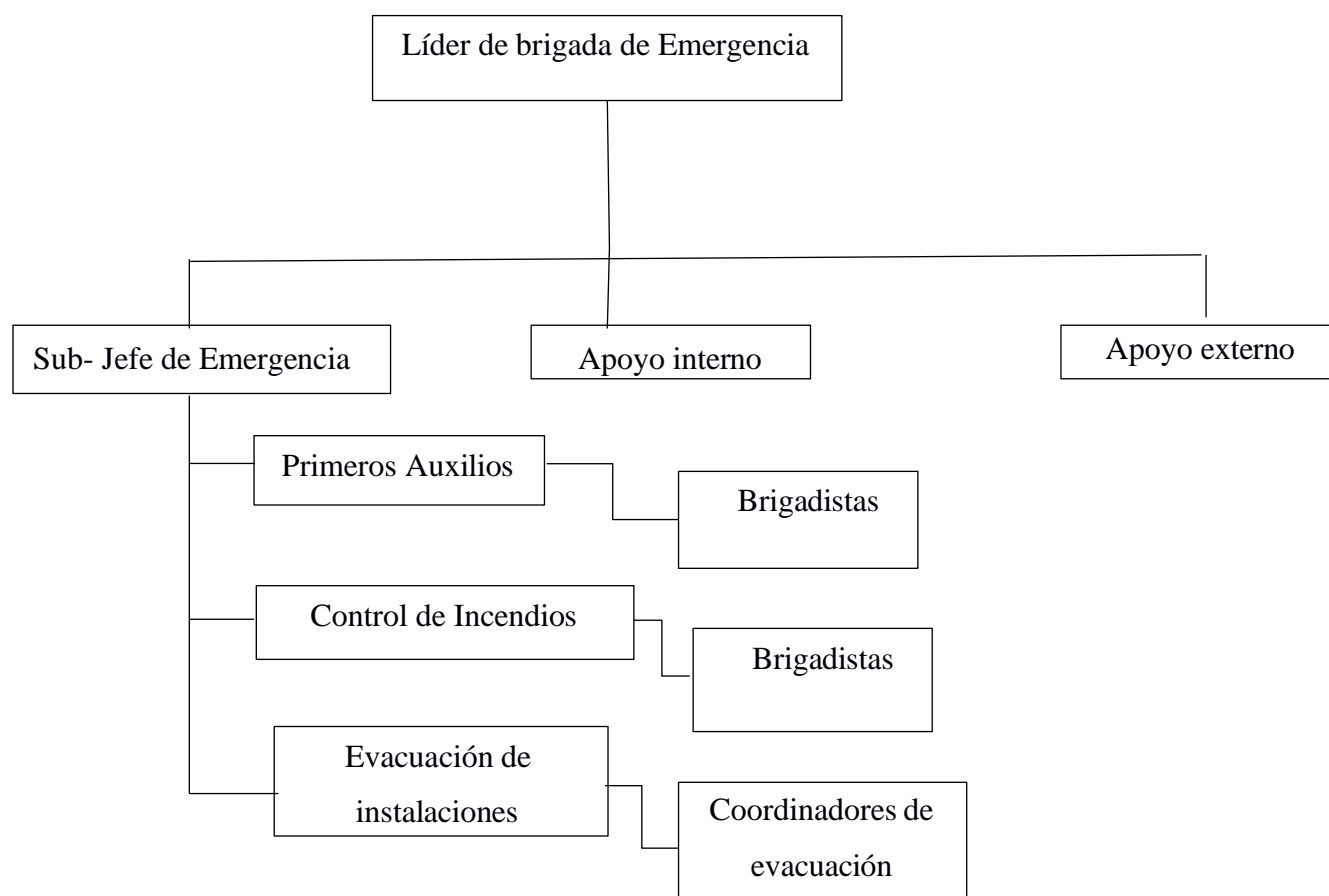 Líder de brigada de Emergencia
Sub- Jefe de Emergencia
Apoyo interno
Apoyo externo
Primeros Auxilios
Brigadistas
Control de Incendios
Brigadistas
Evacuación de
instalaciones
Coordinadores de
evacuación